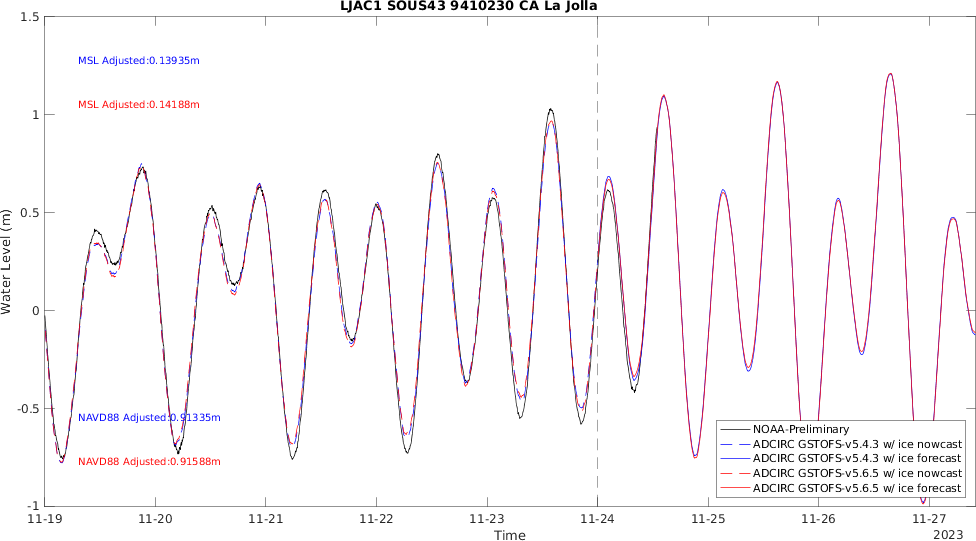 LJAC1 SOUS43 9410230 CA La Jolla
1.5
1
0.5
0
-0.5
-1
Water Level (m)
MSL Adjusted:0.13935m
MSL Adjusted:0.14188m
NAVD88 Adjusted:0.91335m
NAVD88 Adjusted:0.91588m
NOAA-Preliminary
ADCIRC GSTOFS-v5.4.3 w/ ice nowcast
ADCIRC GSTOFS-v5.4.3 w/ ice forecast
ADCIRC GSTOFS-v5.6.5 w/ ice nowcast
ADCIRC GSTOFS-v5.6.5 w/ ice forecast
11-19 11-20 11-21 11-22 11-23 11-24 11-25 11-26 11-27
Time
2023